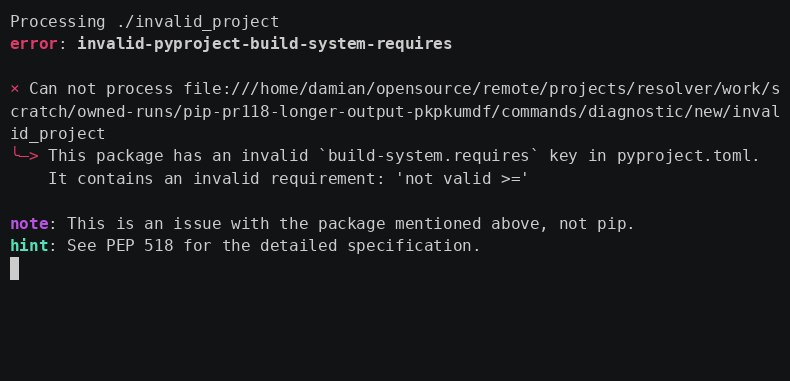 Processing ./invalid_project
error: invalid-pyproject-build-system-requires
× Can not process file:///home/damian/opensource/remote/projects/resolver/work/s
cratch/owned-runs/pip-pr118-longer-output-pkpkumdf/commands/diagnostic/new/inval
id_project
╰─> This package has an invalid `build-system.requires` key in pyproject.toml.
    It contains an invalid requirement: 'not valid >='
note: This is an issue with the package mentioned above, not pip.
hint: See PEP 518 for the detailed specification.